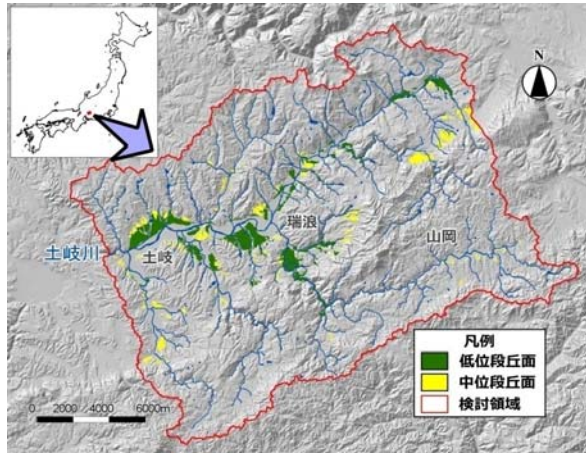 N
瑞浪
山岡
土岐川
土岐
凡例
低位段丘面
中位段丘面
検討領域
0 2000 4000 6000m